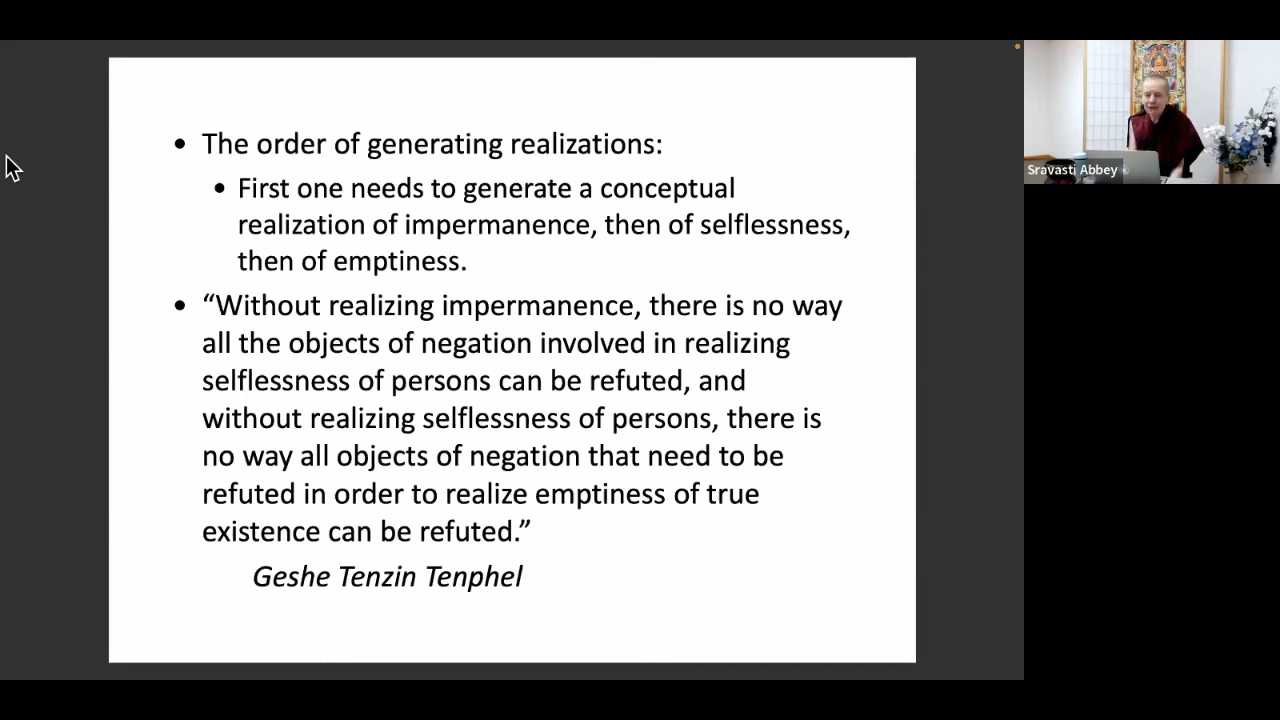 • The order of generating realizations:
• First one needs to generate a conceptual
realization of impermanence, then of selflessness,
then of emptiness.
• “Without realizing impermanence, there is no way
all the objects of negation involved in realizing
selflessness of persons can be refuted, and
without realizing selflessness of persons, there is
no way all objects of negation that need to be
refuted in order to realize emptiness of true
existence can be refuted.”
Geshe Tenzin Tenphel
Sravasti Abbey